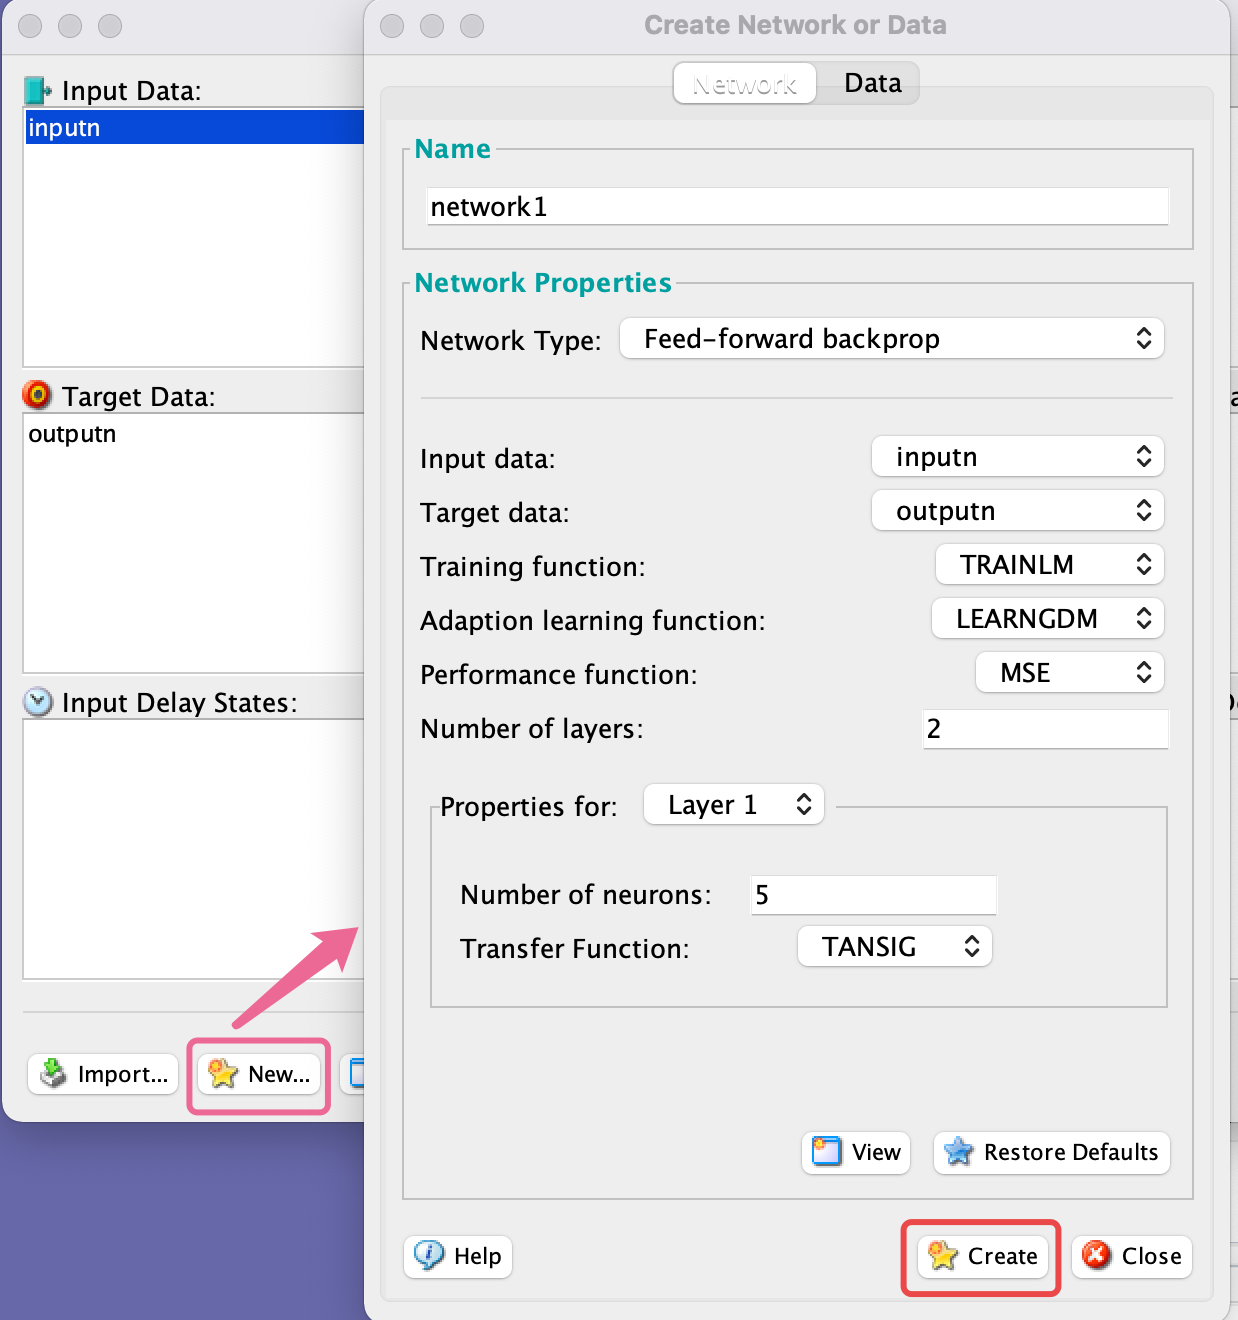 Create Network or Data
Network
Data
Input Data:
inputn
Name
network1
Network Properties
Network Type:
Feed-forward backprop
Target Data:
outputn
Input data:
inputn
Target data:
outputn
Training function:
TRAINLM
Adaption learning function:
LEARNGDM
Performance function:
MSE
Input Delay States:
Number of layers:
2
Properties for:
Layer 1
Number of neurons:
5
Transfer Function:
TANSIG
Import...
New...
View
Restore Defaults
Help
Create
Close